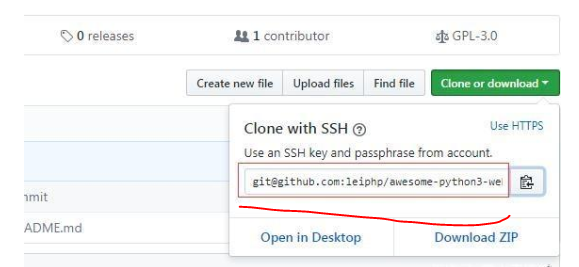 0 releases
1 contributor
GPL-3.0
Create new file
Upload files
Find file
Clone or download
Clone with SSH
Use HTTPS
Use an SSH key and passphrase from account.
git@github.com:leiphp/awesome-python3-we
mmit
ADME.md
Open in Desktop
Download ZIP